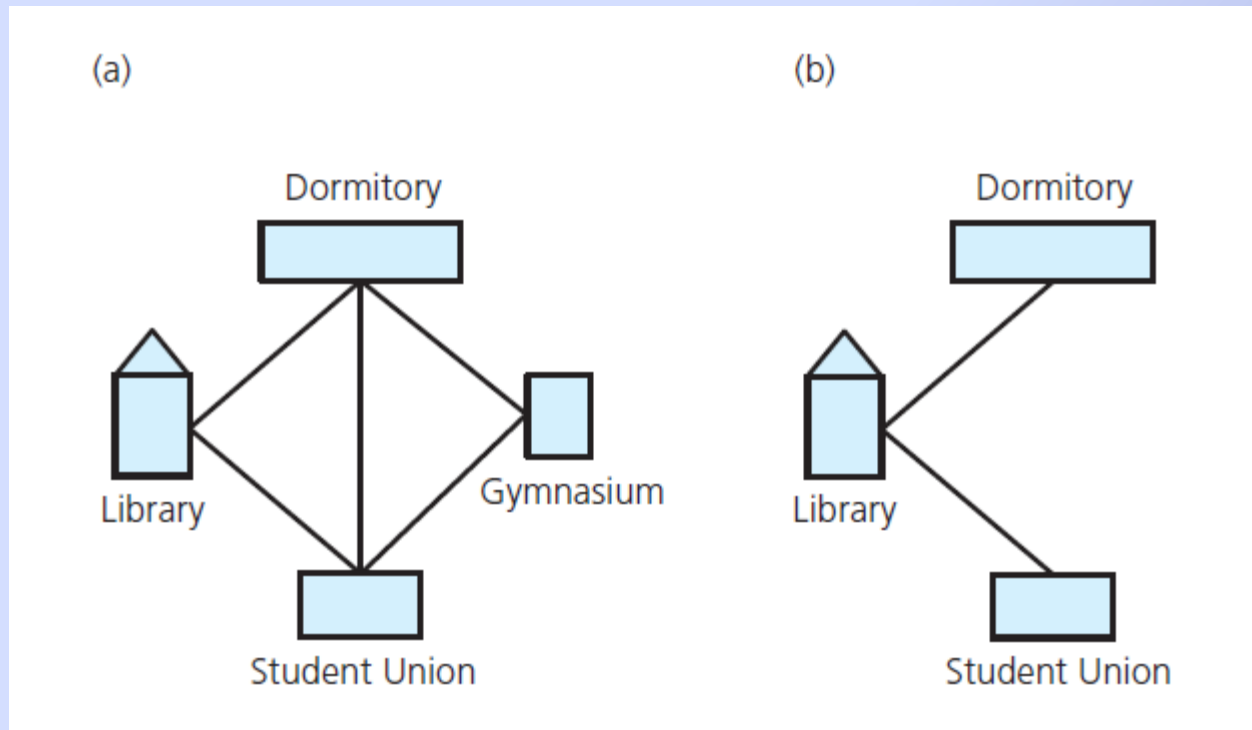 (a)
Dormitory
Library
Gymnasium
Student Union
(b)
Dormitory
Library
Student Union